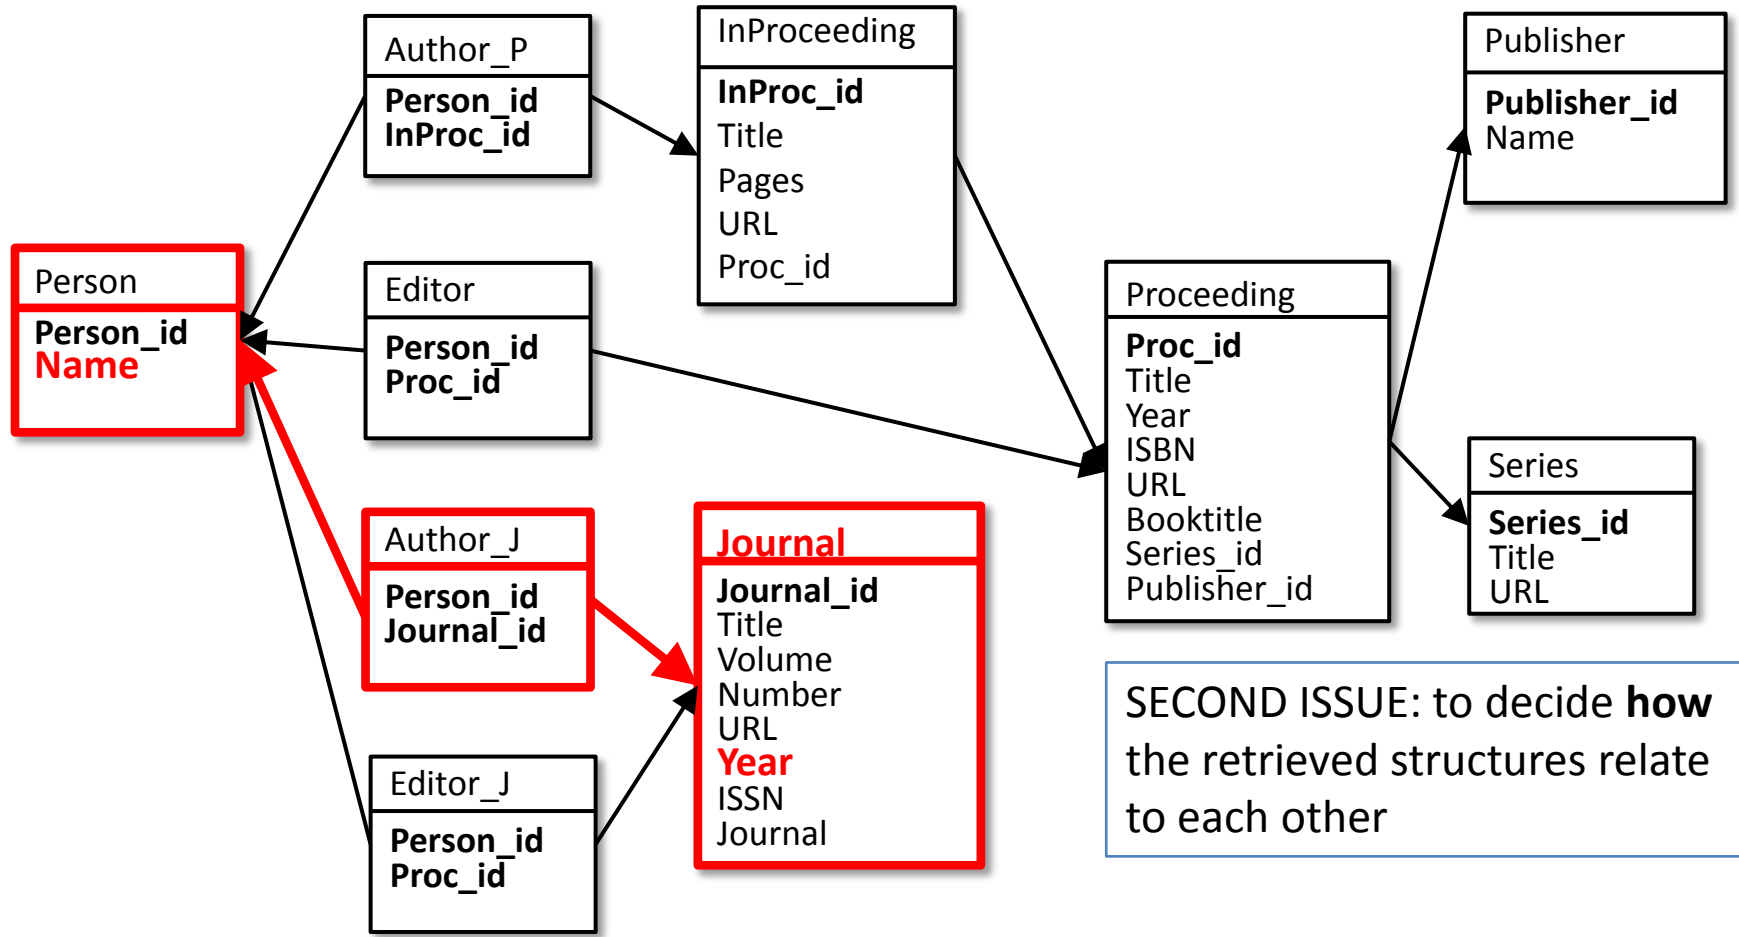 Author_P
Person_id
InProc_id
InProceeding
InProc_id
Title
Pages
URL
Proc_id
Publisher
Publisher_id
Name
Person
Person_id
Name
Editor
Person_id
Proc_id
Proceeding
Proc_id
Title
Year
ISBN
URL
Booktitle
Series_id
Publisher_id
Series
Series_id
Title
URL
Author_J
Person_id
Journal_id
Journal
Journal_id
Title
Volume
Number
URL
Year
ISSN
Journal
Editor_J
Person_id
Proc_id
SECOND ISSUE: to decide how
the retrieved structures relate
to each other